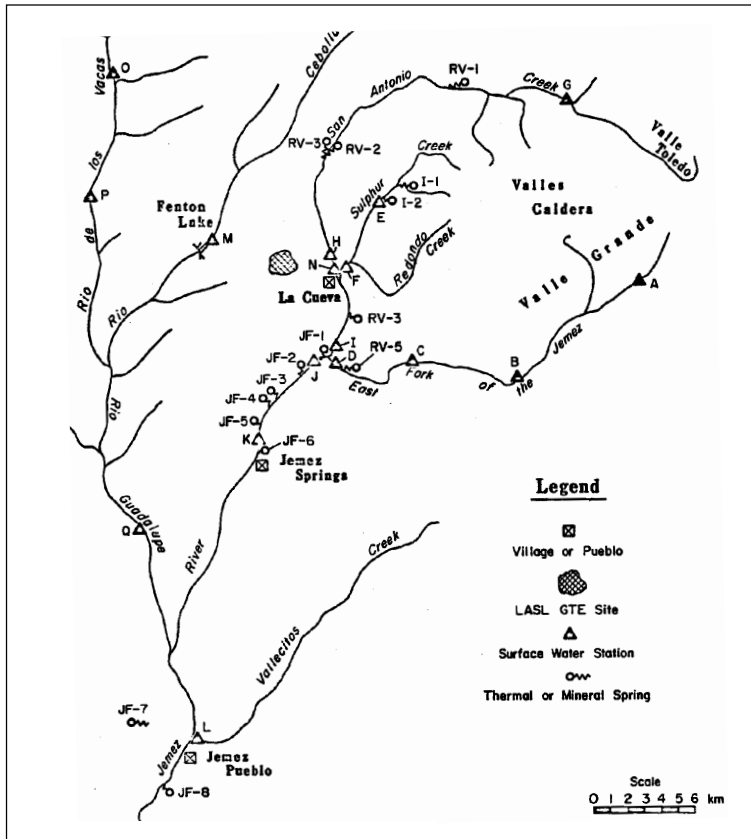 O
Vacas
los
de
Rio
P
Cebolla
San
Antonio
RV-1
Creek
G
Valle
Toledo
RV-3
RV-2
Creek
Sulphur
I-1
I-2
E
Valles
Caldera
Fenton
Lake
M
Redondo
Creek
H
N
F
La Cueva
Valle Grande
A
Rio
RV-3
Rio
JF-1
I
JF-2
D
RV-5
J
C
B
East
Fork
of
the
Jemez
JF-3
JF-4
JF-5
K
JF-6
Jemez
Springs
Guadalupe
Q
River
Creek
Vallecitos
JF-7
L
Jemez
Jemez
Pueblo
JF-8
Legend
Village or Pueblo
LASL GTE Site
Surface Water Station
Thermal or Mineral Spring
Scale
0 1 2 3 4 5 6 km